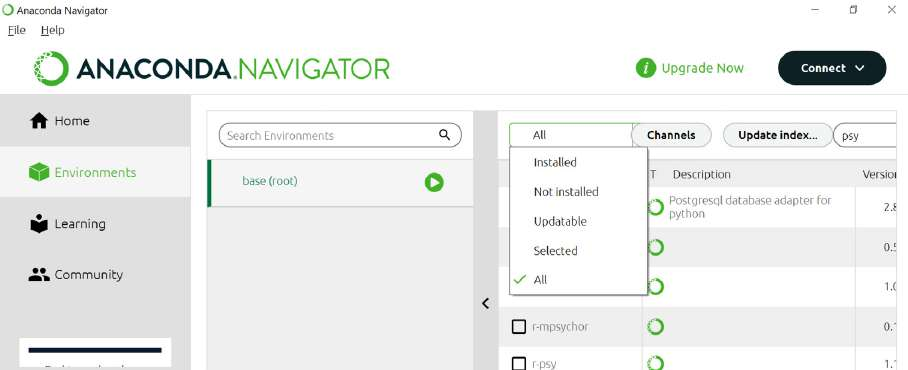 Anaconda Navigator
File Help
ANACONDA.NAVIGATOR
Upgrade Now
Connect
Home
Environments
Learning
Community
Search Environments
base (root)
All
Channels
Update index...
psy
Installed
Not installed
Updatable
Selected
All
T Description Version
Postgresql database adapter for
python
2.8
0.5
1.0
r-mpsychor
0.1
r-psy
1.1